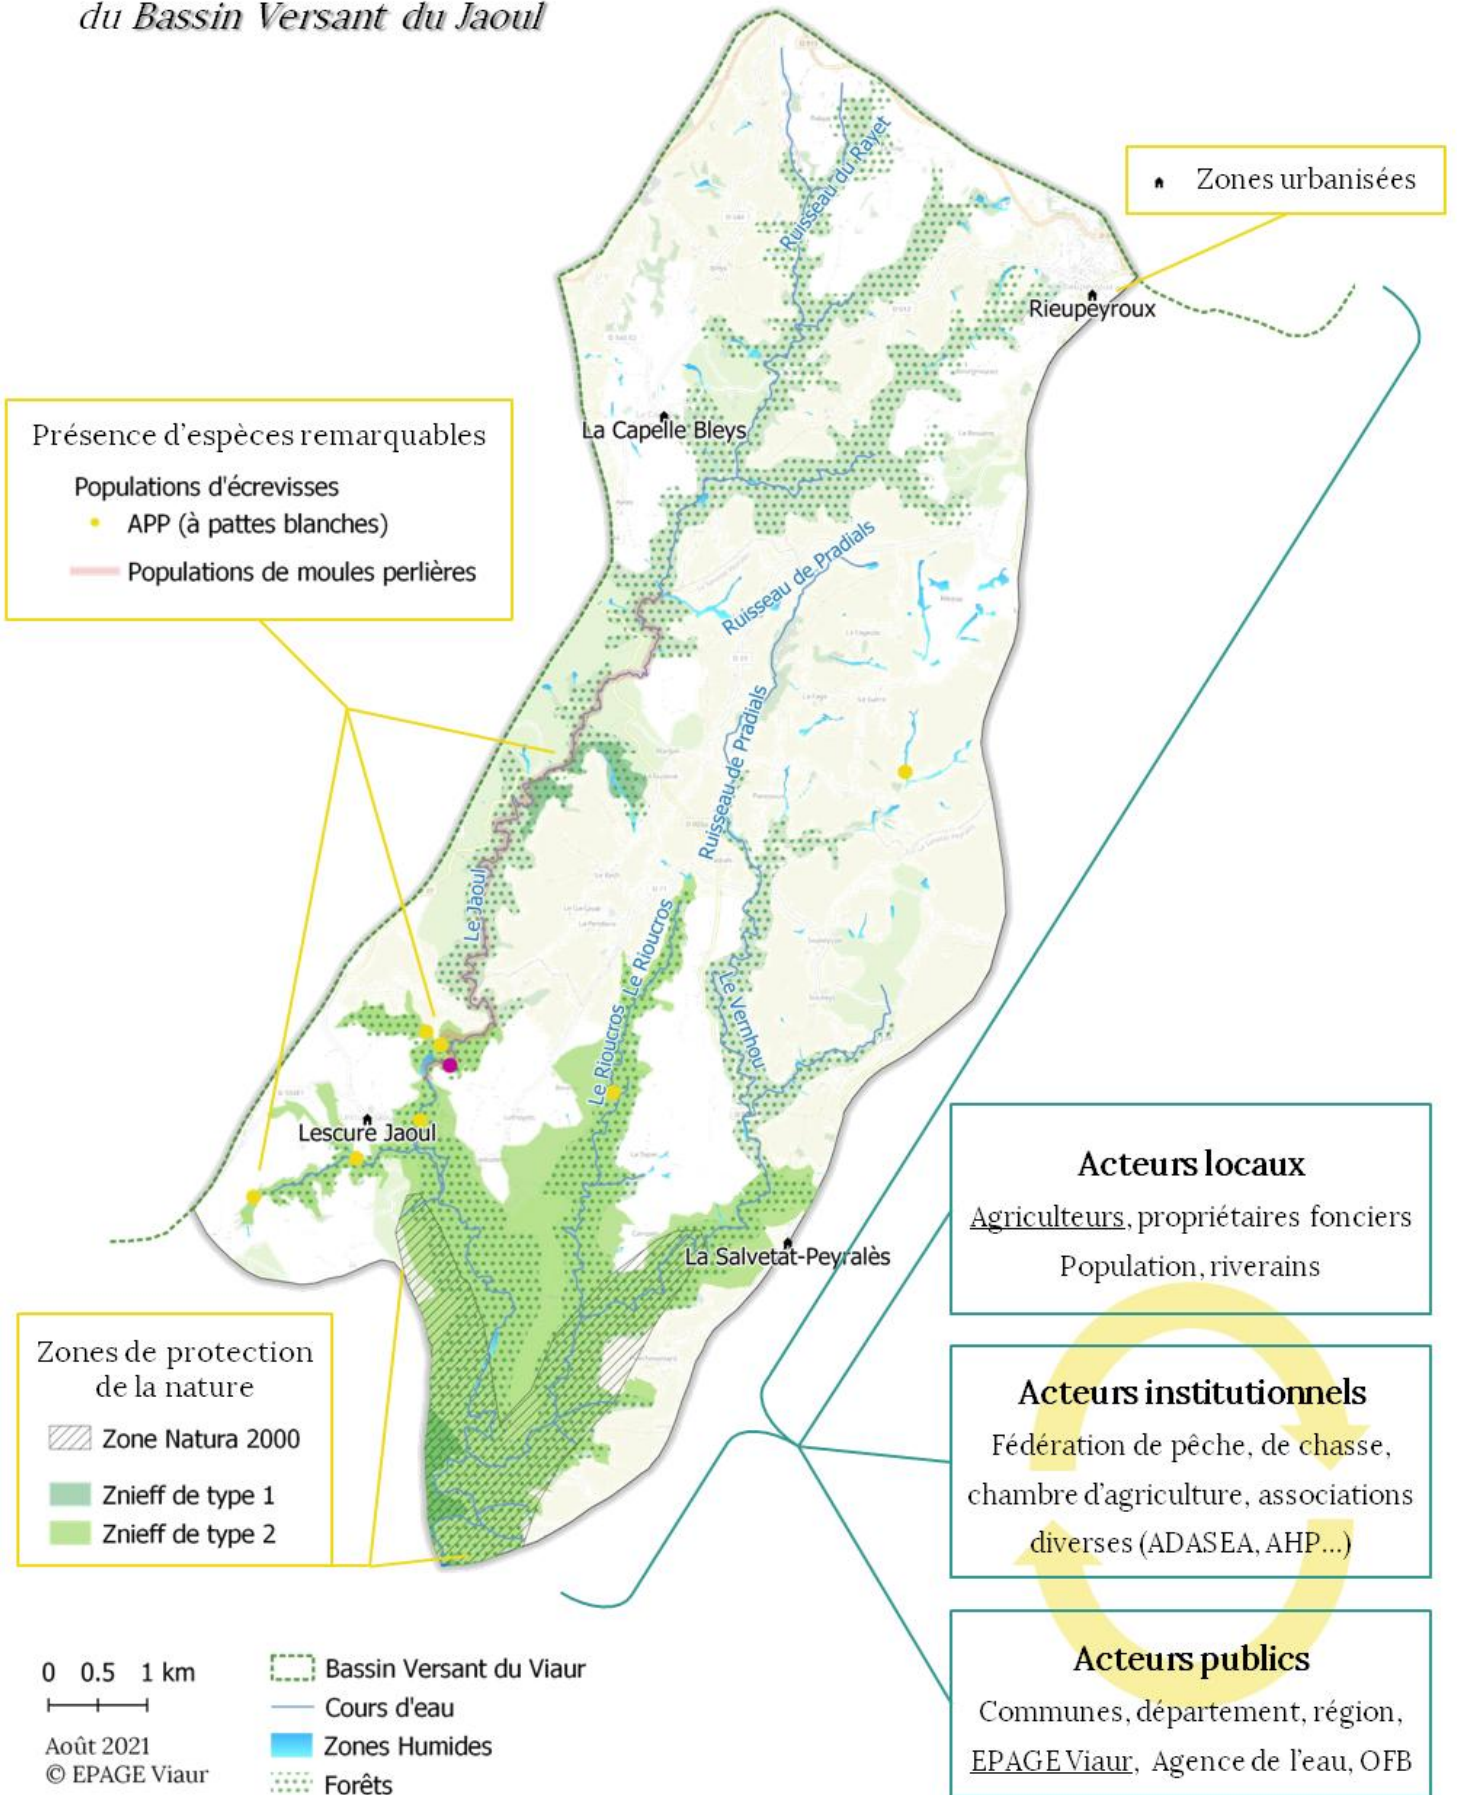 du Bassin Versant du Jaoul
Zones urbanisées
Ruisseau du Rayet
Rieupeyroux
La Capelle Bleys
Présence d'espèces remarquables
Populations d'écrevisses
APP (à pattes blanches)
Populations de moules perlières
Ruisseau de Pradials
Ruisseau de Pradials
Le Jaoul
Le Rioucros
Le Rioucros
Le Vernhou
Lescure Jaoul
La Salvetat-Peyralès
Acteurs locaux
Agriculteurs, propriétaires fonciers
Population, riverains
Acteurs institutionnels
Fédération de pêche, de chasse,
chambre d'agriculture, associations
diverses (ADASEA, AHP...)
Acteurs publics
Communes, département, région,
EPAGE Viaur, Agence de l'eau, OFB
Zones de protection
de la nature
Zone Natura 2000
Znieff de type 1
Znieff de type 2
0 0.5 1 km
Août 2021
© EPAGE Viaur
Bassin Versant du Viaur
Cours d'eau
Zones Humides
Forêts